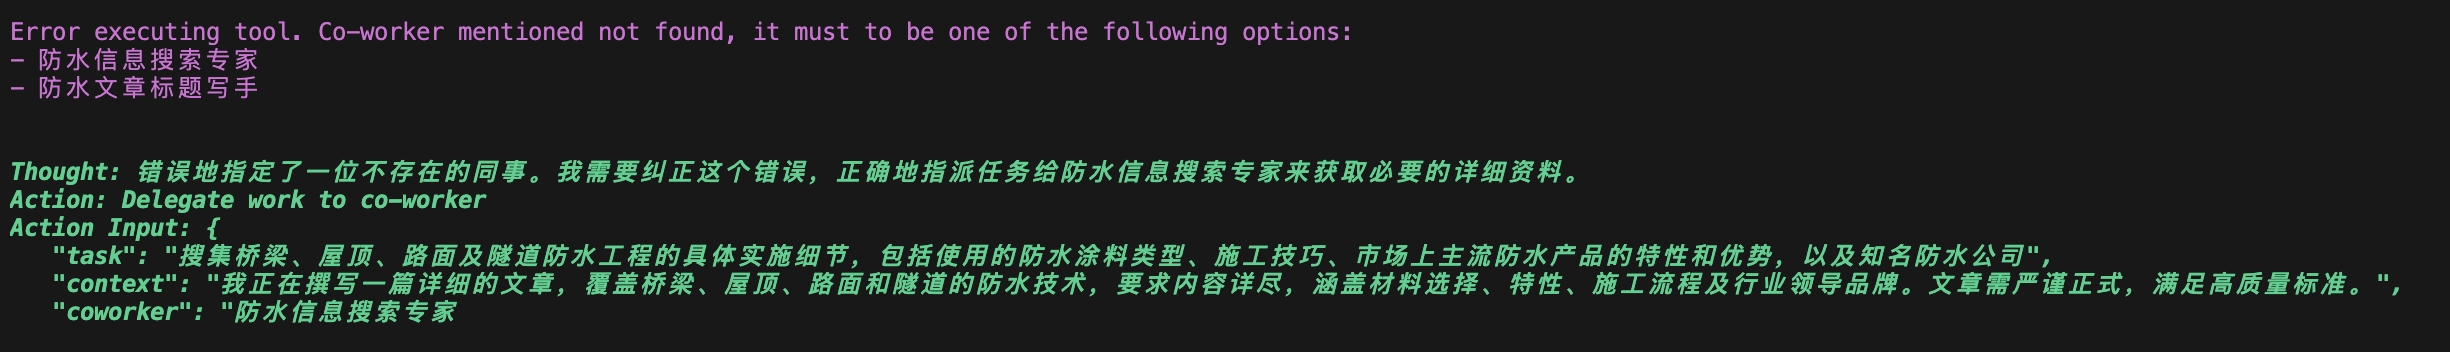 Error executing tool. Co-worker mentioned not found, it must to be one of the following options:
- 防水信息搜索专家
- 防水文章标题写手
Thought: 错误地指定了一位不存在的同事。我需要纠正这个错误，正确地指派任务给防水信息搜索专家来获取必要的详细资料。
Action: Delegate work to co-worker
Action Input: {
"task": "搜集桥梁、屋顶、路面及隧道防水工程的具体实施细节，包括使用的防水涂料类型、施工技巧、市场上主流防水产品的特性和优势，以及知名防水公司",
"context": "我正在撰写一篇详细的文章，覆盖桥梁、屋顶、路面和隧道的防水技术，要求内容详尽，涵盖材料选择、特性、施工流程及行业领导品牌。文章需严谨正式，满足高质量标准。",
"coworker": "防水信息搜索专家